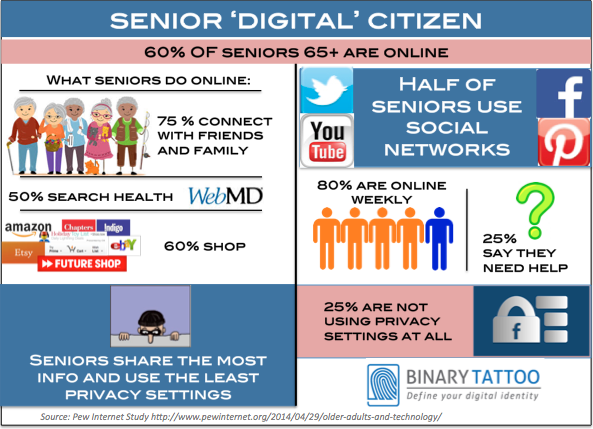 SENIOR ‘DIGITAL’ CITIZEN
60% OF SENIORS 65+ ARE ONLINE
WHAT SENIORS DO ONLINE:
75 % CONNECT
WITH FRIENDS
AND FAMILY
50% SEARCH HEALTH
WebMD
amazon
Chapters
Indigo
Etsy
ebY
FUTURE SHOP
60% SHOP
SENIORS SHARE THE MOST
INFO AND USE THE LEAST
PRIVACY SETTINGS
You
Tube
HALF OF
SENIORS USE
SOCIAL
NETWORKS
f
80% ARE ONLINE
WEEKLY
?
25%
SAY THEY
NEED HELP
25% ARE NOT
USING PRIVACY
SETTINGS AT ALL
f
BINARY TATTOO
Define your digital identity
Source: Pew Internet Study http://www.pewinternet.org/2014/04/29/older-adults-and-technology/